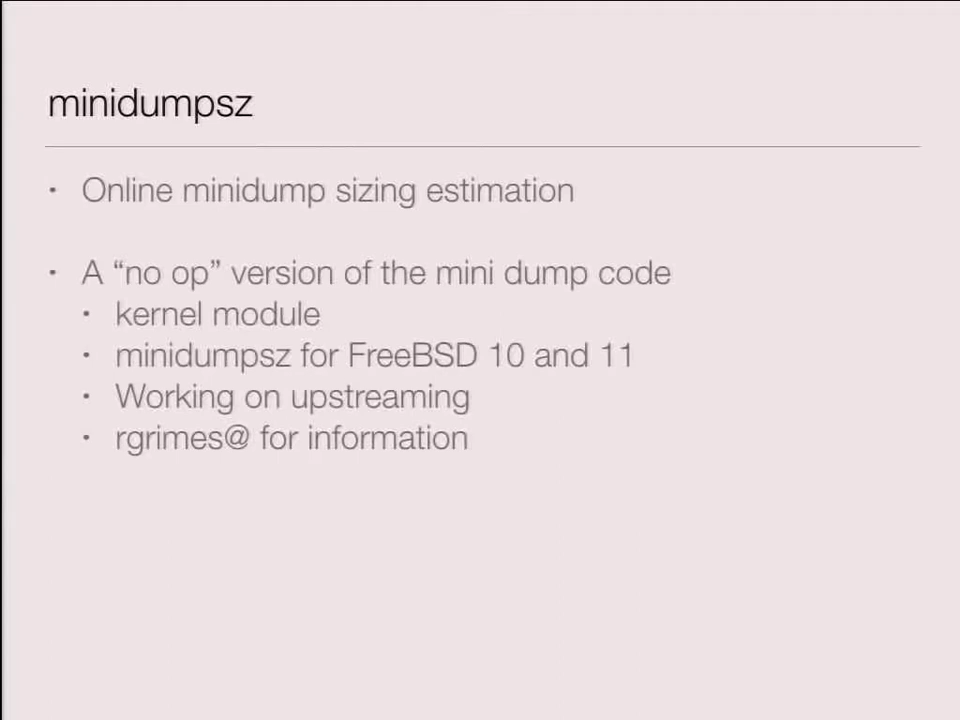 minidumpsz
• Online minidump sizing estimation
• A “no op” version of the mini dump code
• kernel module
• minidumpsz for FreeBSD 10 and 11
• Working on upstreaming
• rgrimes@ for information